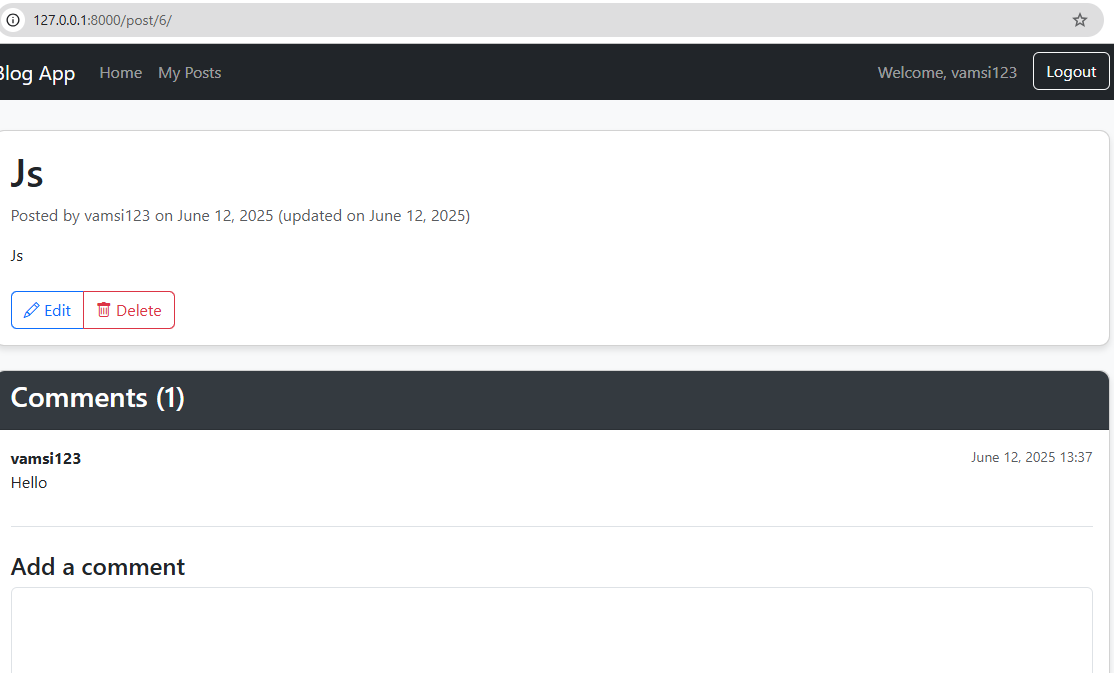 127.0.0.1:8000/post/6/
Blog App Home My Posts Welcome, vamsi123 Logout
Js
Posted by vamsi123 on June 12, 2025 (updated on June 12, 2025)
Js
Edit Delete
Comments (1)
vamsi123 June 12, 2025 13:37
Hello
Add a comment